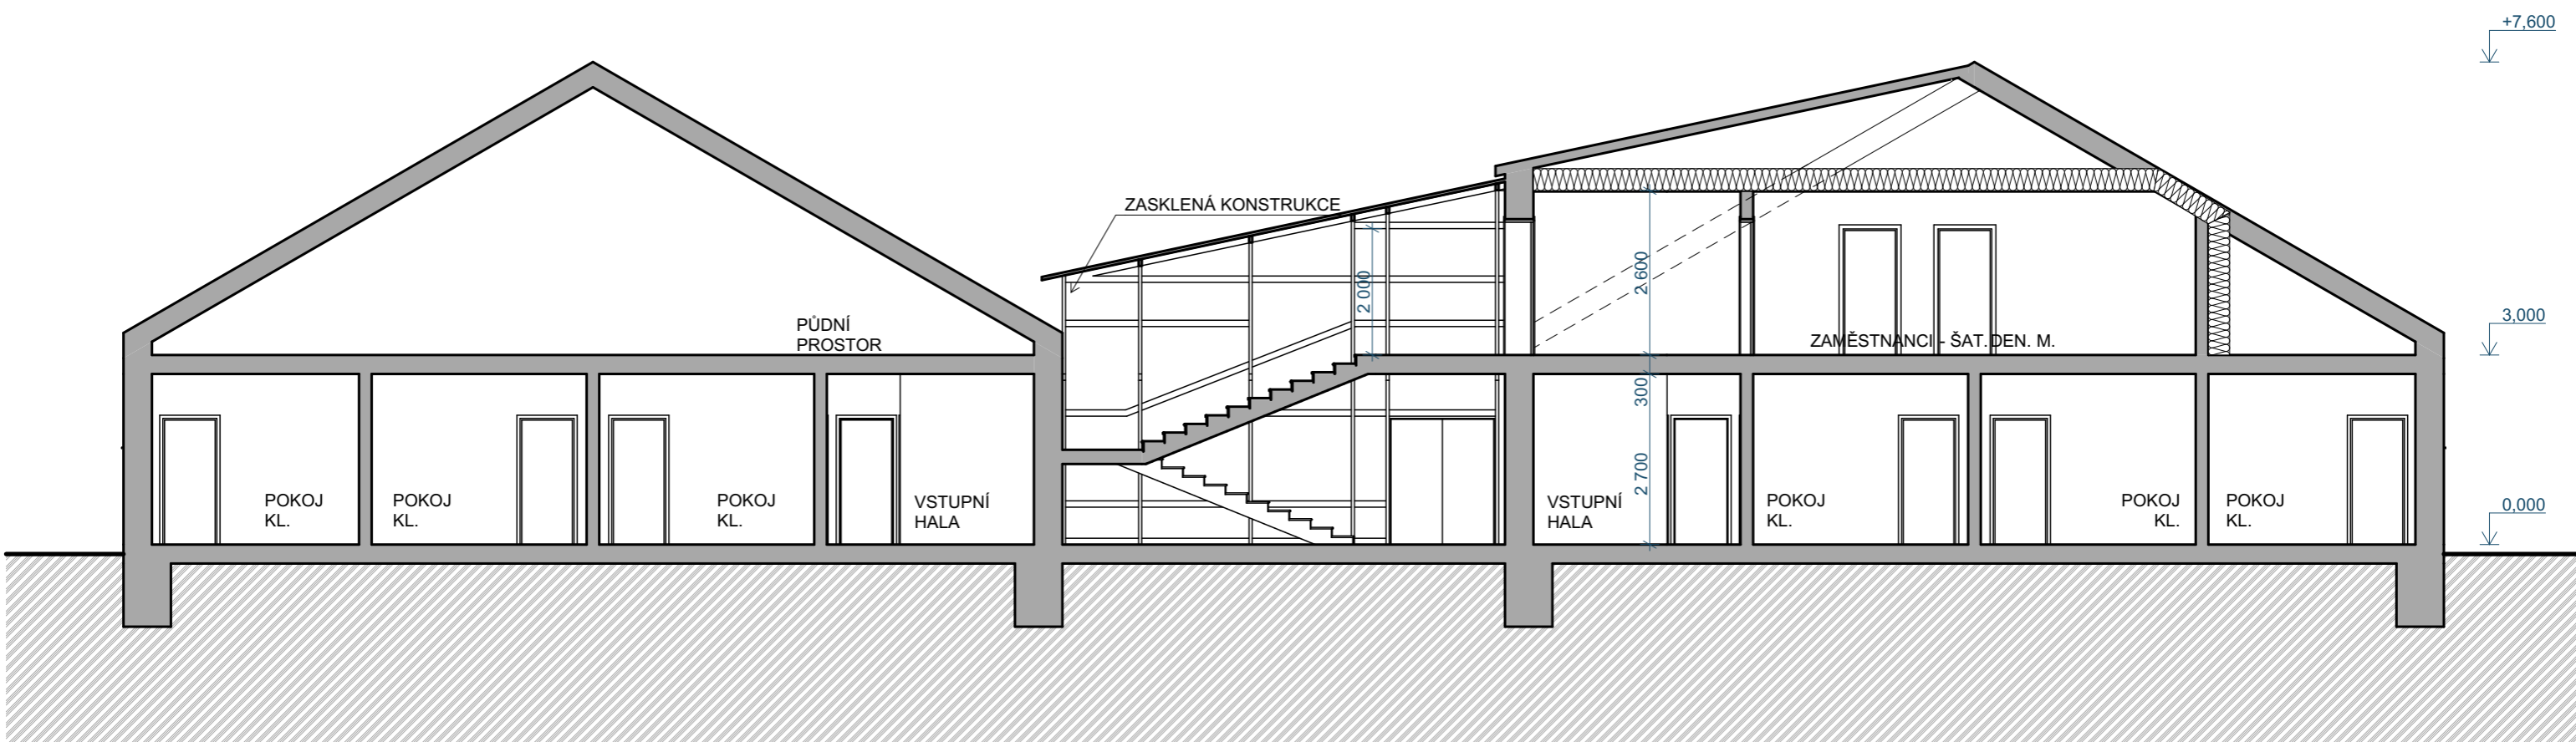 +7,600
ZASKLENÁ KONSTRUKCE
2 000
2 600
PŮDNÍ
PROSTOR
ZAMĚSTNANCI - ŠAT.DEN. M.
3,000
300
2 700
POKOJ
KL.
POKOJ
KL.
POKOJ
KL.
VSTUPNÍ
HALA
VSTUPNÍ
HALA
POKOJ
KL.
POKOJ
KL.
POKOJ
KL.
0,000